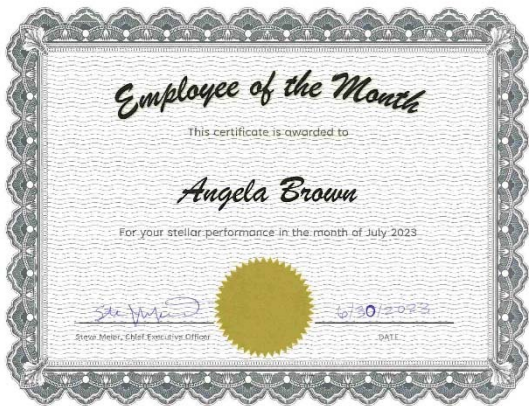 Employee of the Month
This certificate is awarded to
Angela Brown
For your stellar performance in the month of July 2023
6/30/2023
Steve Meier, Chief Executive Officer
DATE